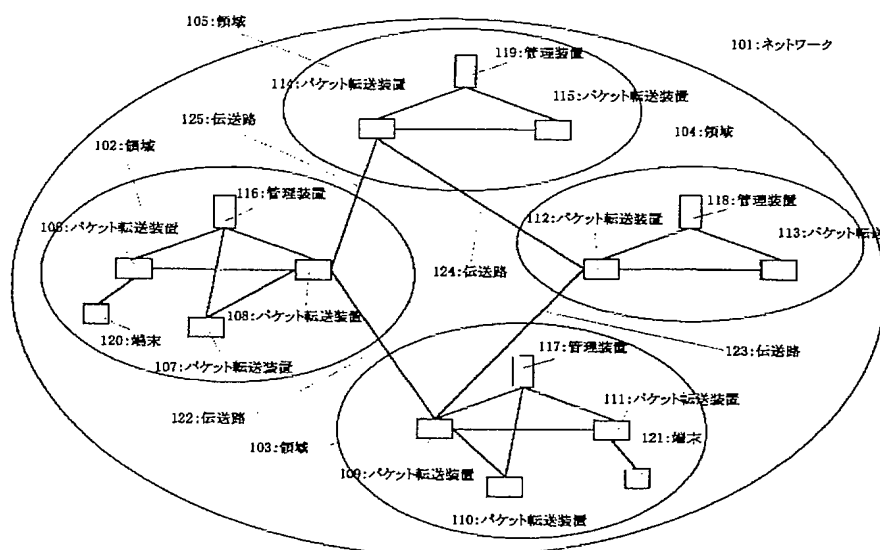 105:領域
119:管理装置
101:ネットワーク
114:パケット転送装置
115:パケット転送装置
125:伝送路
104:領域
102:領域
116:管理装置
118:管理装置
106:パケット転送装置
112:パケット転送装置
113:パケット転送
124:伝送路
108:パケット転送装置
120:端末
107:パケット転送装置
117:管理装置
123:伝送路
122:伝送路
111:パケット転送装置
103:領域
121:端末
109:パケット転送装置
110:パケット転送装置